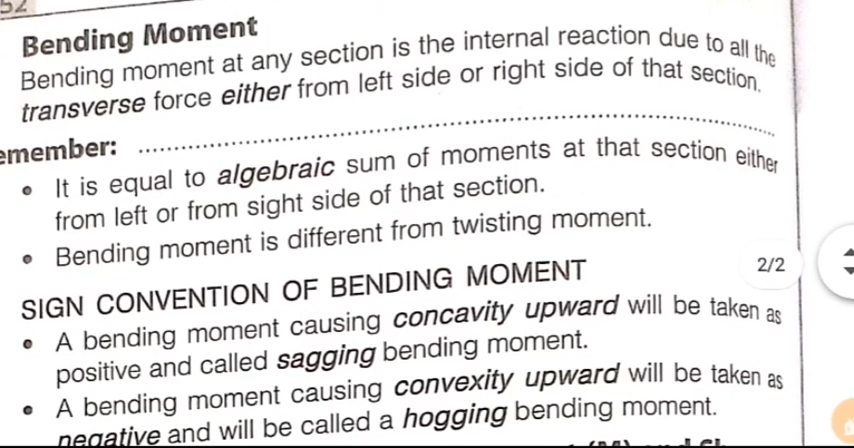 52
Bending Moment
Bending moment at any section is the internal reaction due to all the
transverse force either from left side or right side of that section.
emember:
• It is equal to algebraic sum of moments at that section either
from left or from sight side of that section.
• Bending moment is different from twisting moment.
2/2
SIGN CONVENTION OF BENDING MOMENT
• A bending moment causing concavity upward will be taken as
positive and called sagging bending moment.
• A bending moment causing convexity upward will be taken as
negative and will be called a hogging bending moment.